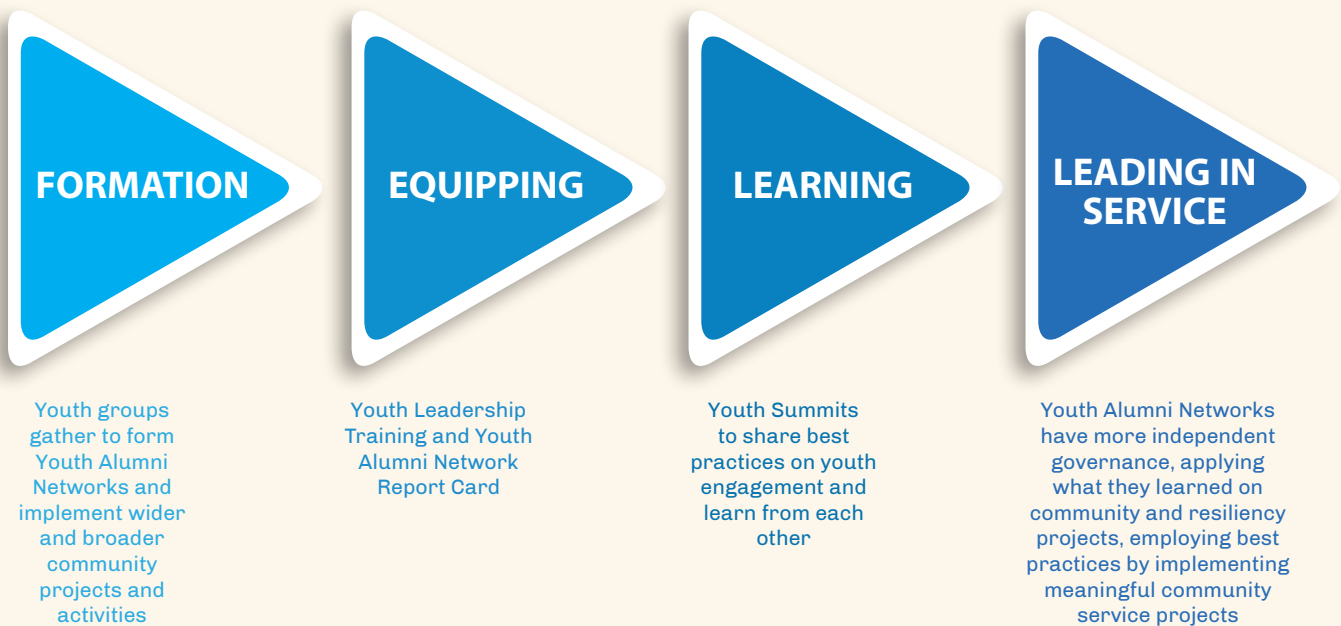 FORMATION
Youth groups
gather to form
Youth Alumni
Networks and
implement wider
and broader
community
projects and
activities
EQUIPPING
Youth Leadership
Training and Youth
Alumni Network
Report Card
LEARNING
Youth Summits
to share best
practices on youth
engagement and
learn from each
other
LEADING IN
SERVICE
Youth Alumni Networks
have more independent
governance, applying
what they learned on
community and resiliency
projects, employing best
practices by implementing
meaningful community
service projects